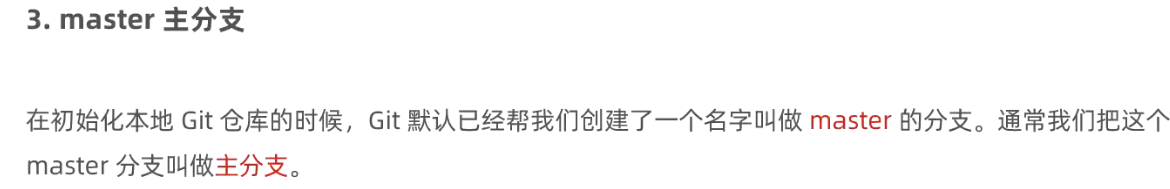 3. master 主分支
在初始化本地 Git 仓库的时候，Git 默认已经帮我们创建了一个名字叫做 master 的分支。通常我们把这个
master 分支叫做主分支。